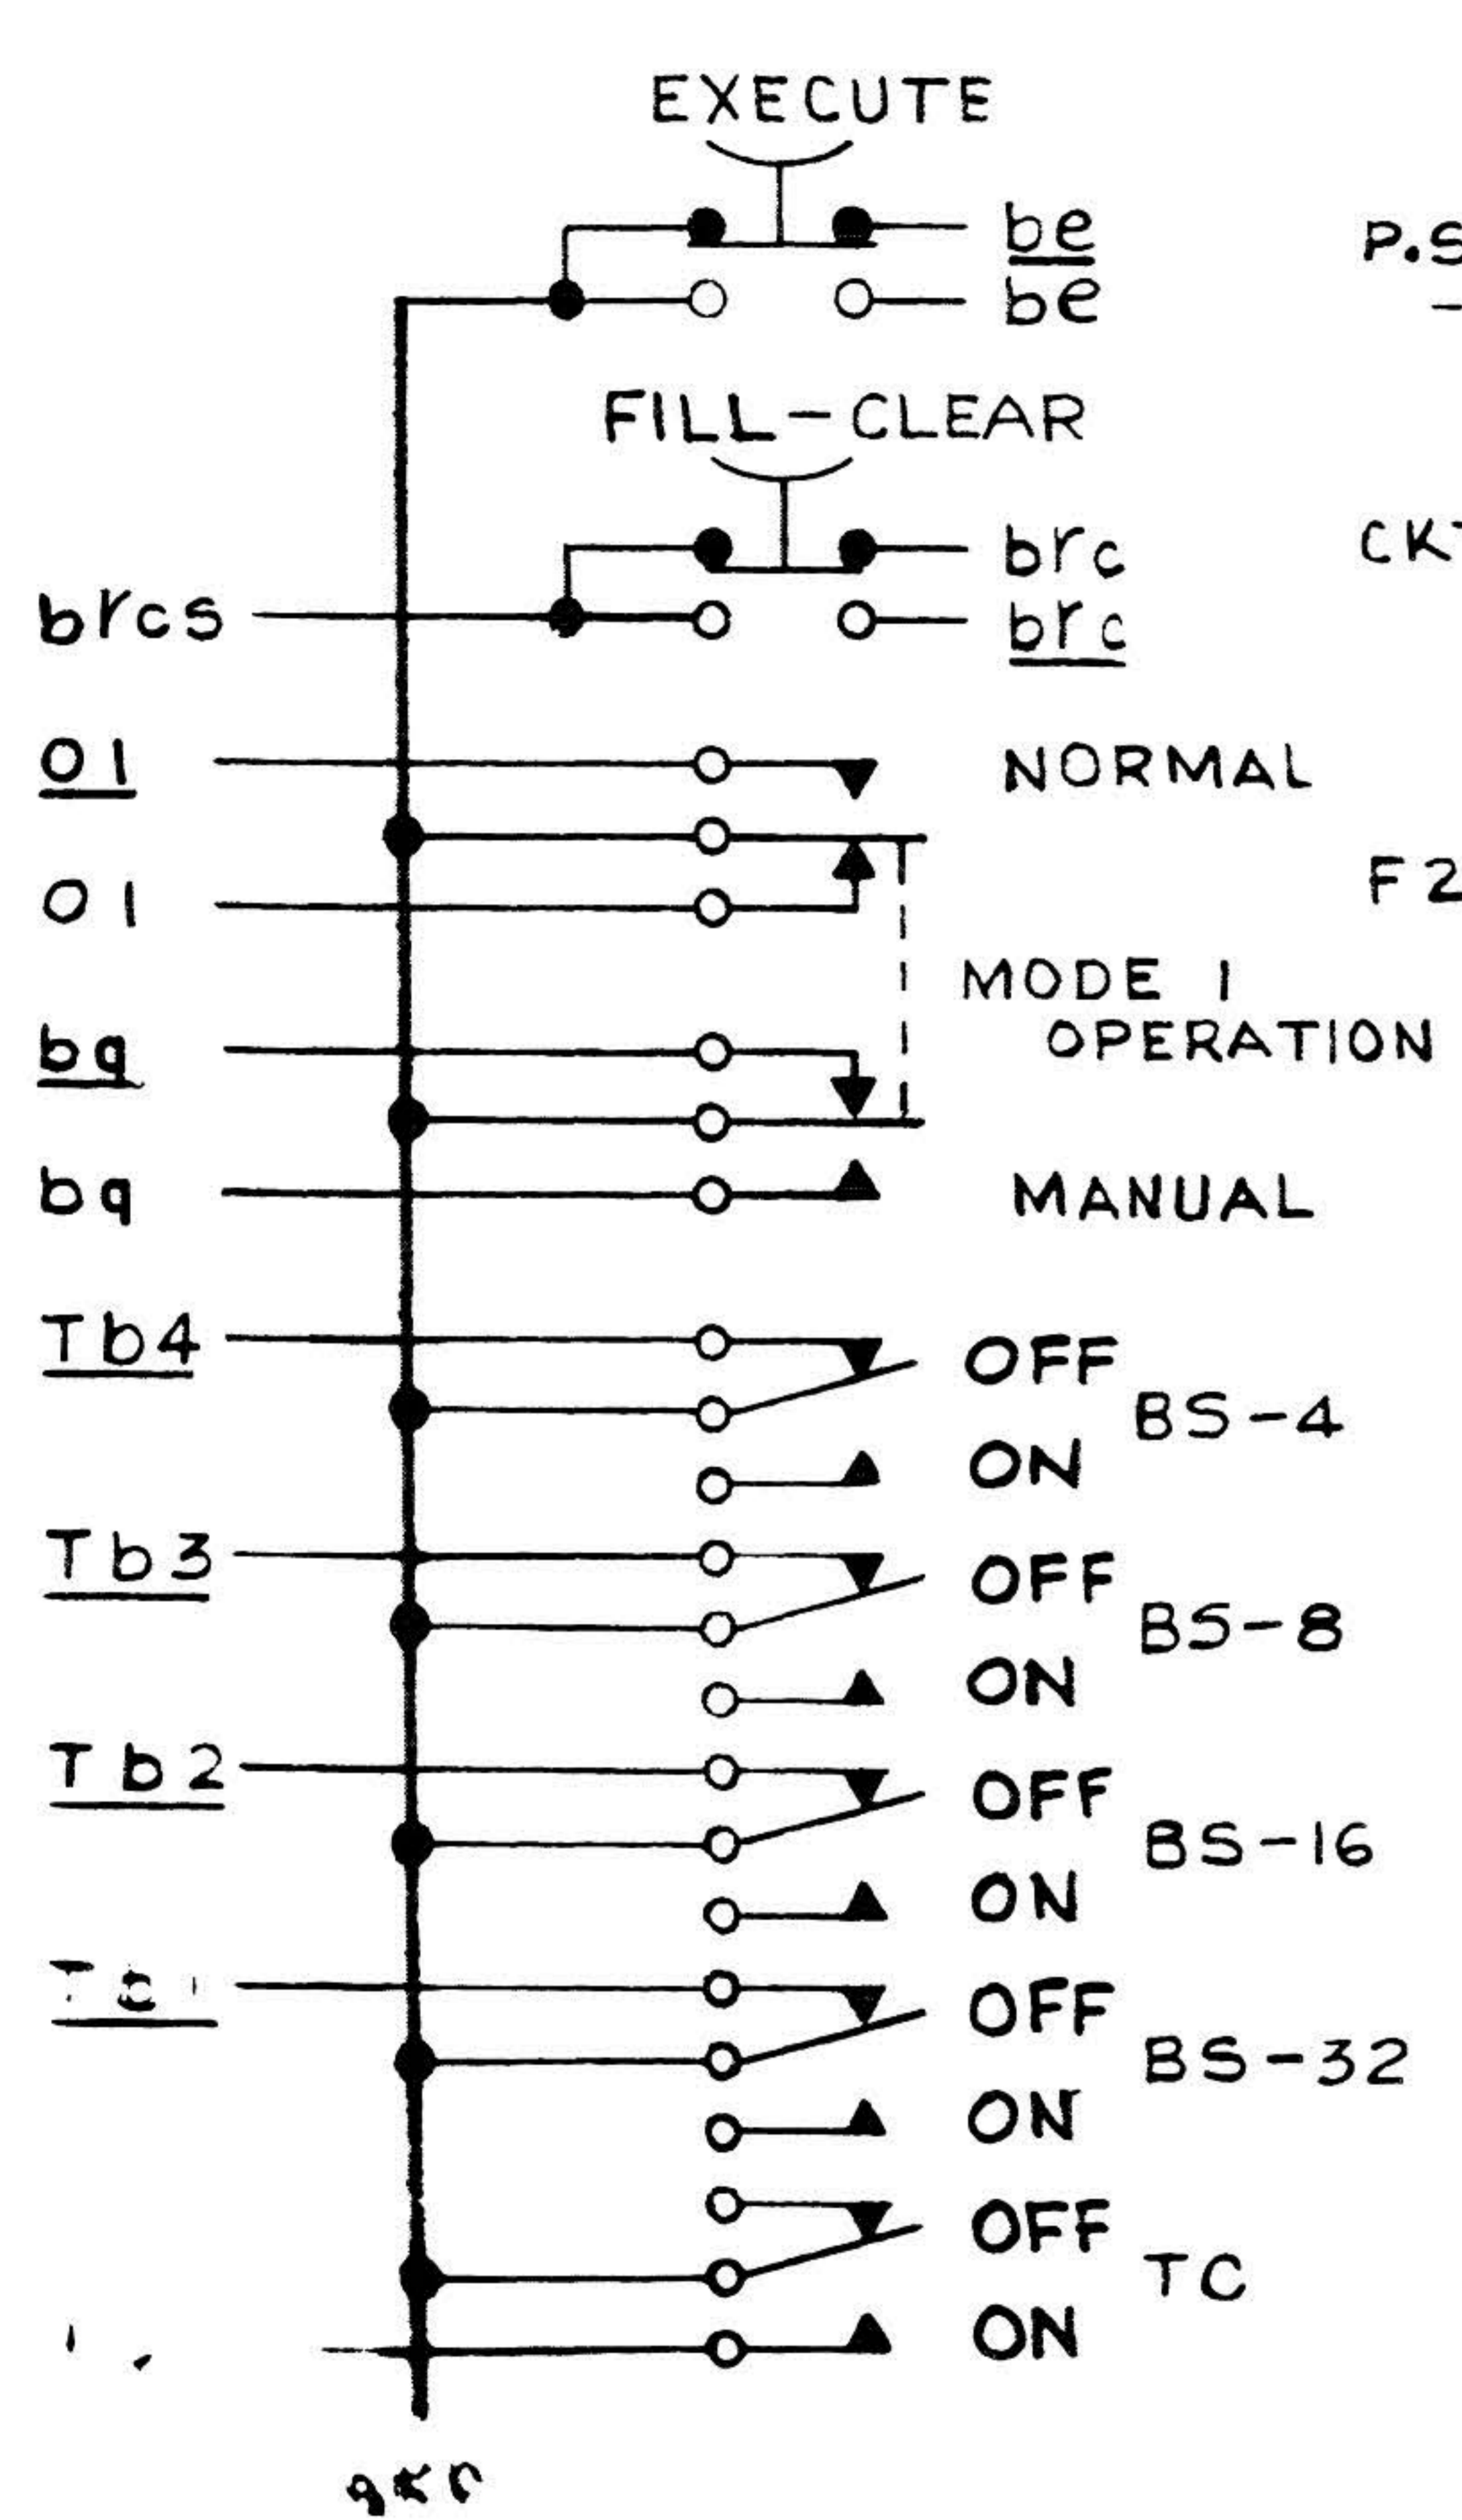 EXECUTE
be
be
P.S
FILL-CLEAR
brc
CKT
brcs
brc
01
NORMAL
01
F2
MODE 1
OPERATION
bq
bq
MANUAL
Tb4
OFF
BS-4
ON
Tb3
OFF
BS-8
ON
Tb2
OFF
BS-16
ON
OFF
BS-32
ON
OFF
TC
ON